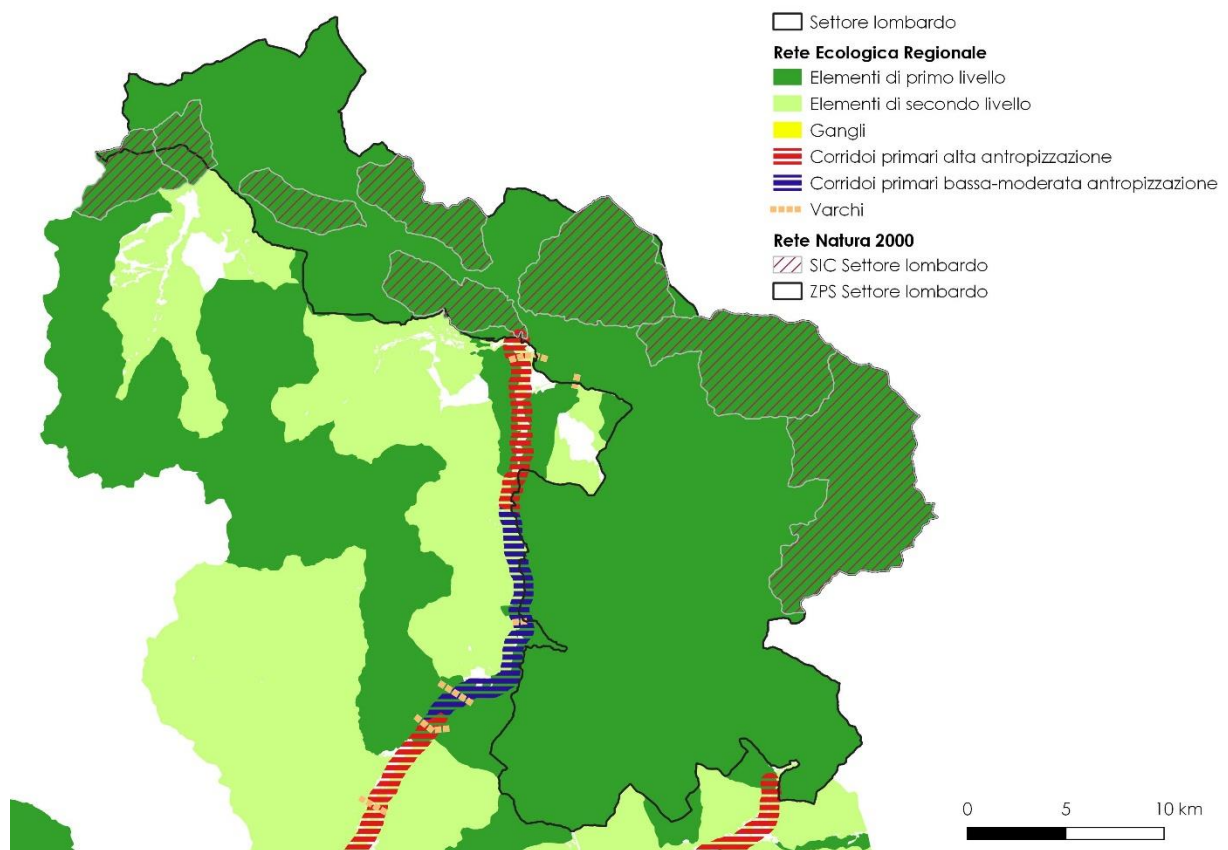 Settore lombardo
Rete Ecologica Regionale
Elementi di primo livello
Elementi di secondo livello
Gangli
Corridoi primari alta antropizzazione
Corridoi primari bassa-moderata antropizzazione
Varchi
Rete Natura 2000
SIC Settore lombardo
ZPS Settore lombardo
0 5 10 km